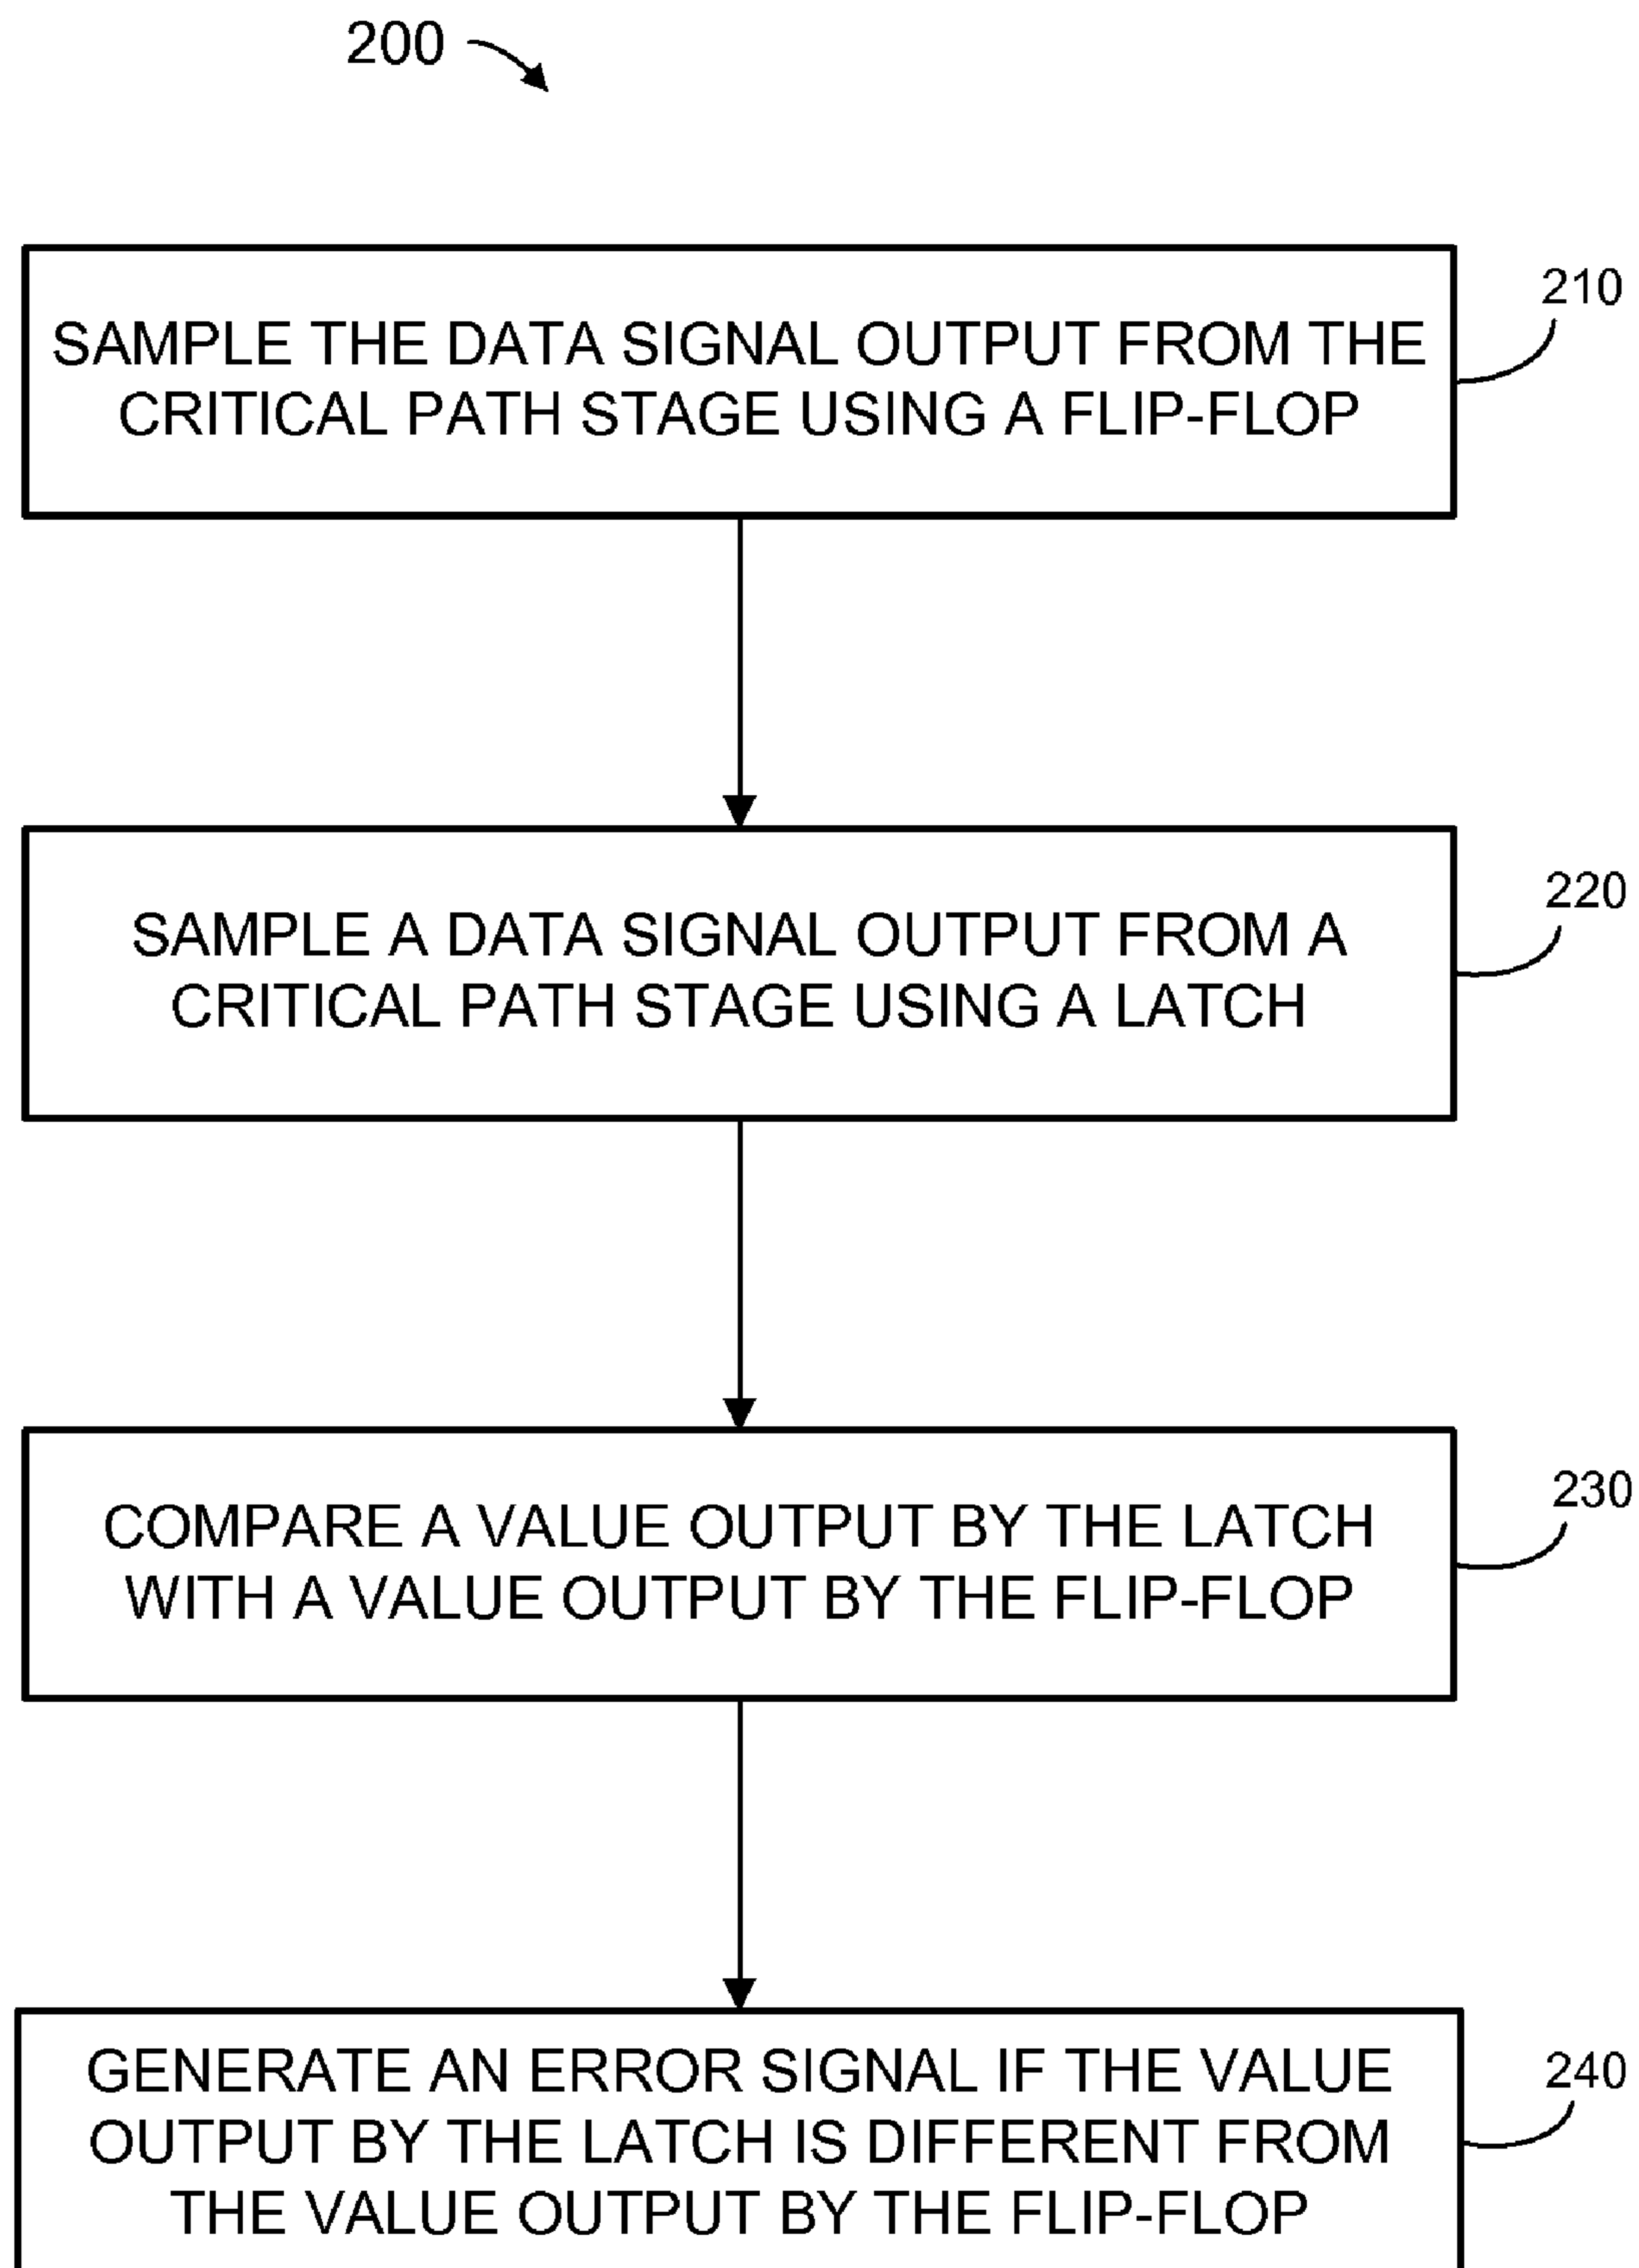 200
SAMPLE THE DATA SIGNAL OUTPUT FROM THE
CRITICAL PATH STAGE USING A FLIP-FLOP
210
SAMPLE A DATA SIGNAL OUTPUT FROM A
CRITICAL PATH STAGE USING A LATCH
220
COMPARE A VALUE OUTPUT BY THE LATCH
WITH A VALUE OUTPUT BY THE FLIP-FLOP
230
GENERATE AN ERROR SIGNAL IF THE VALUE
OUTPUT BY THE LATCH IS DIFFERENT FROM
THE VALUE OUTPUT BY THE FLIP-FLOP
240